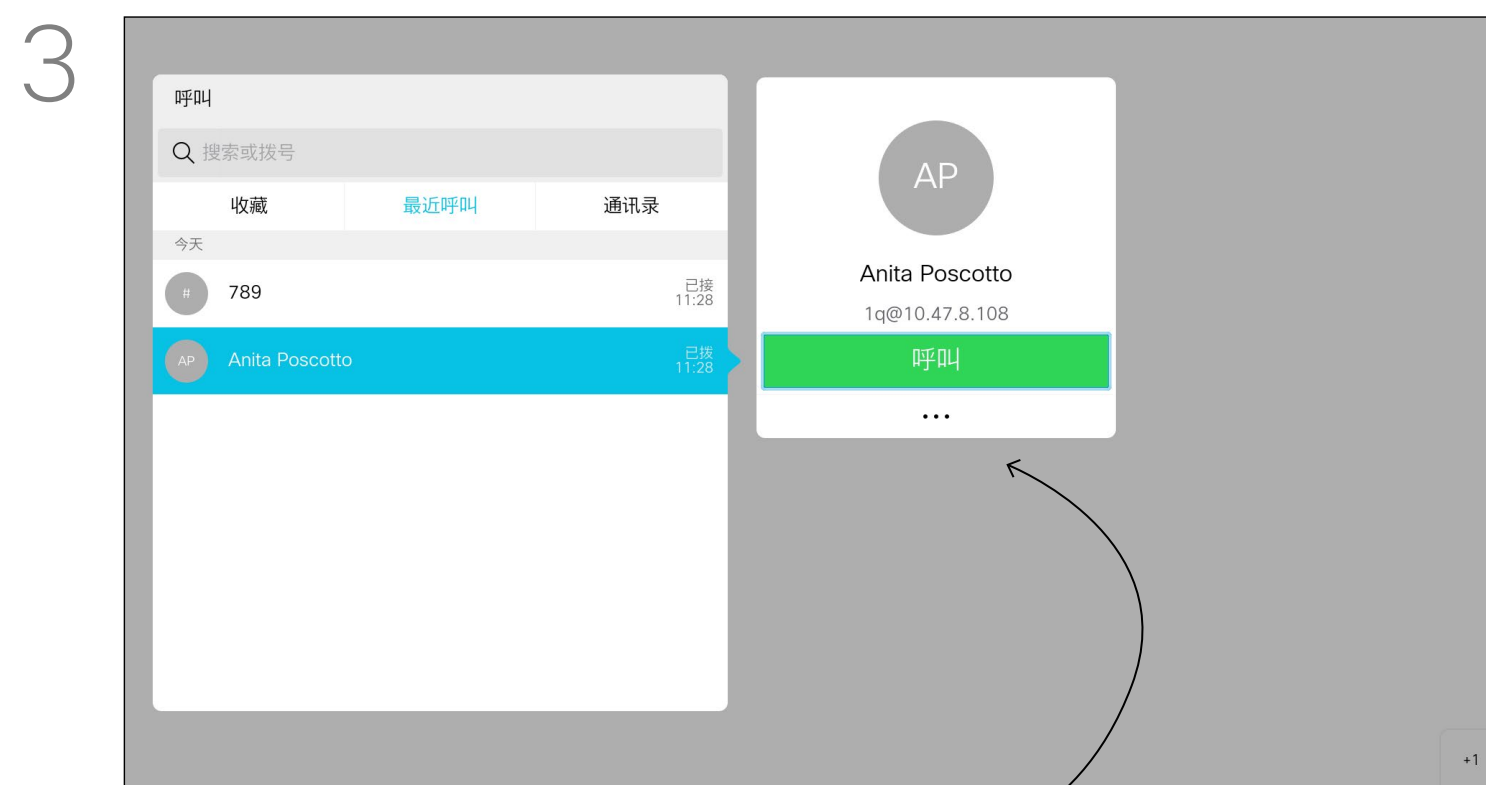 3
呼叫
搜索或拨号
收藏 最近呼叫 通讯录
今天
# 789 已接 11:28
AP Anita Poscotto 已拨 11:28
AP
Anita Poscotto
1q@10.47.8.108
呼叫
...
+1